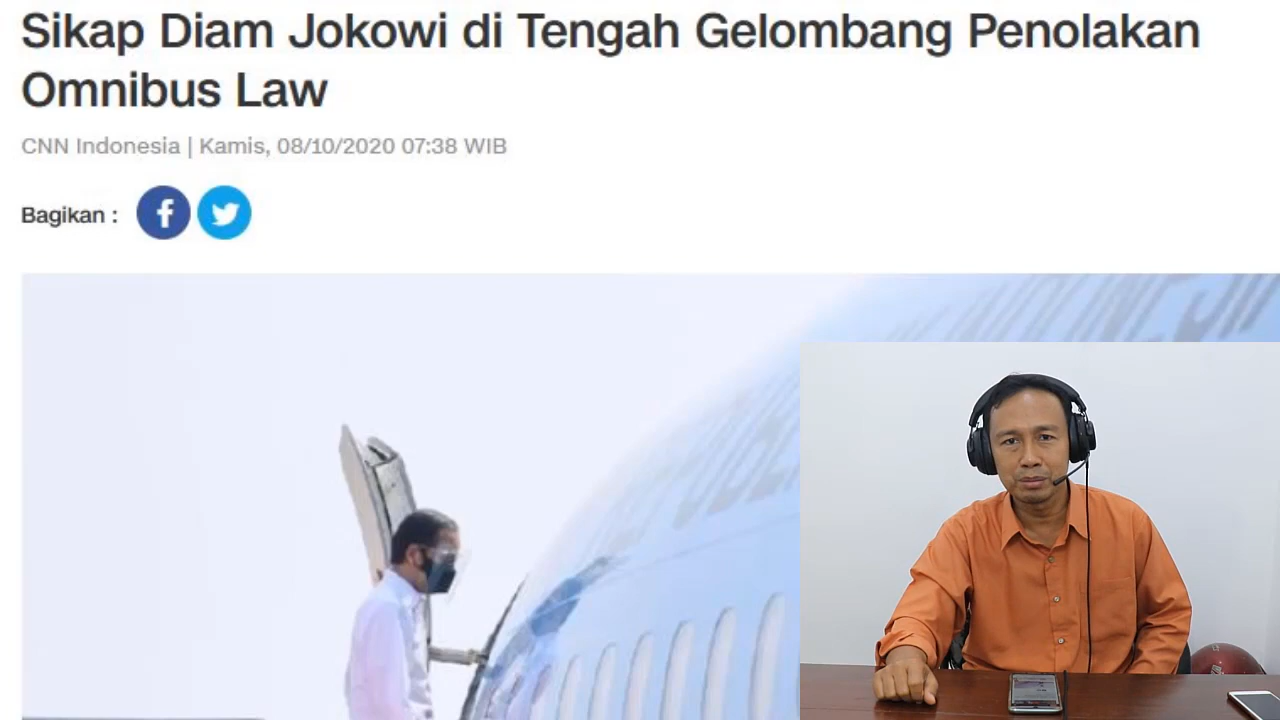 Sikap Diam Jokowi di Tengah Gelombang Penolakan
Omnibus Law
CNN Indonesia | Kamis, 08/10/2020 07:38 WIB
Bagikan :